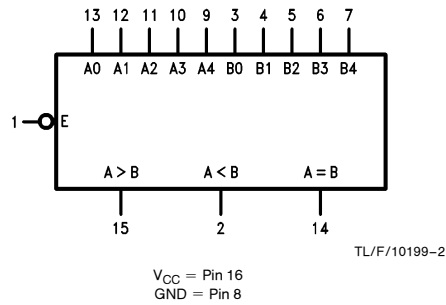 13 12 11 10 9 3 4 5 6 7
A0 A1 A2 A3 A4 B0 B1 B2 B3 B4
1 E
A > B A < B A = B
15 2 14
TL/F/10199–2
VCC = Pin 16
GND = Pin 8